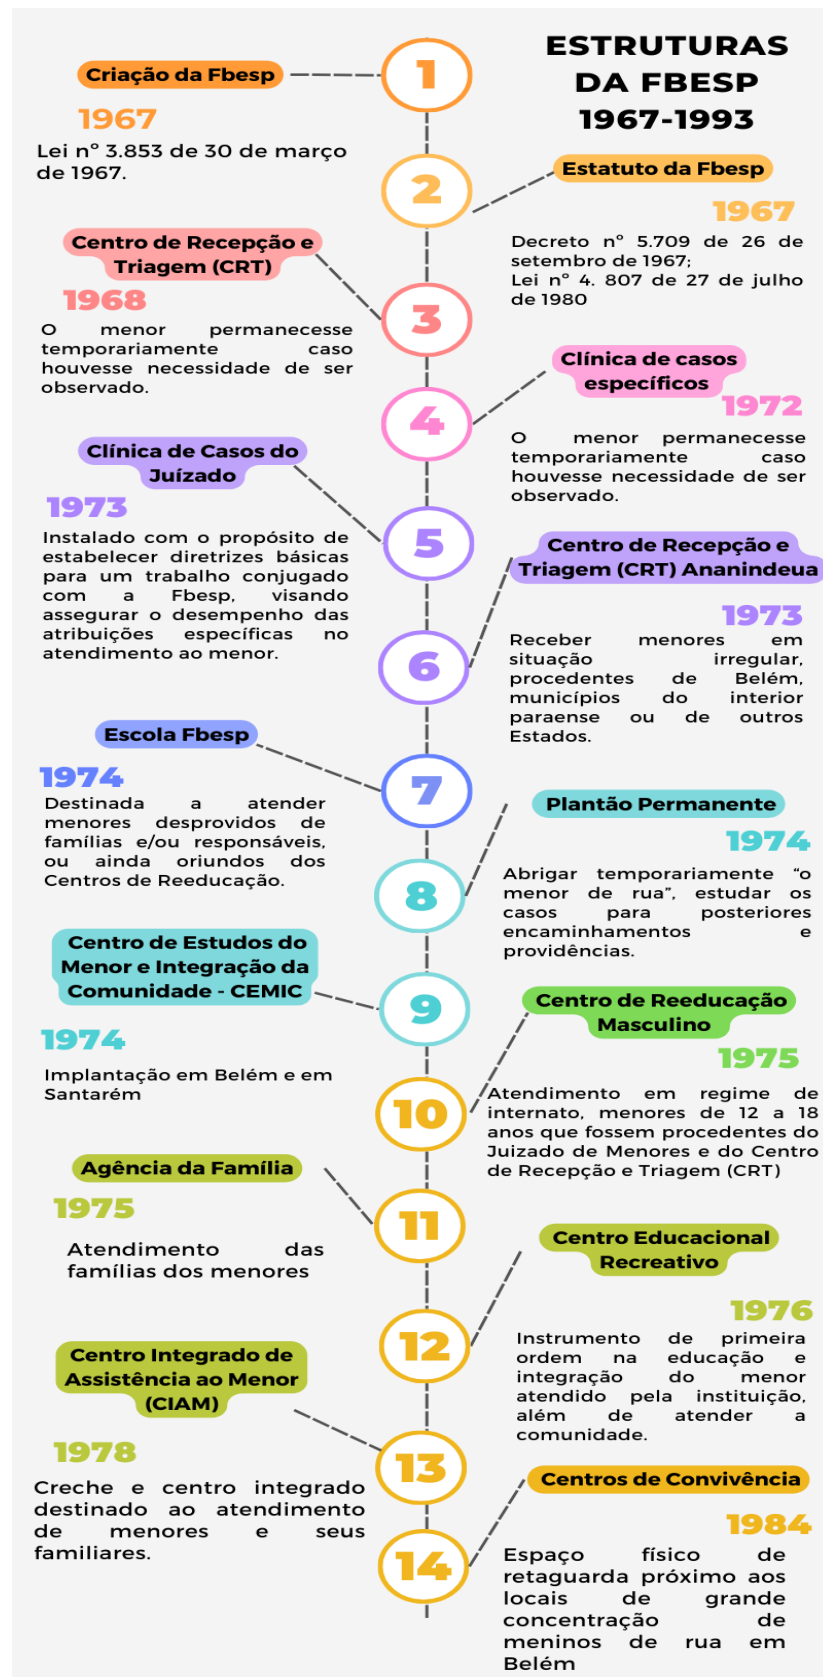 ESTRUTURAS
DA FBESP
1967-1993
1
Criação da Fbesp
1967
Lei nº 3.853 de 30 de março
de 1967.
2
Estatuto da Fbesp
1967
Decreto nº 5.709 de 26 de
setembro de 1967;
Lei nº 4. 807 de 27 de julho
de 1980
3
Centro de Recepção e
Triagem (CRT)
1968
O menor permanecesse
temporariamente caso
houvesse necessidade de ser
observado.
4
Clínica de casos
específicos
1972
O menor permanecesse
temporariamente caso
houvesse necessidade de ser
observado.
5
Clínica de Casos do
Juízado
1973
Instalado com o propósito de
estabelecer diretrizes básicas
para um trabalho conjugado
com a Fbesp, visando
assegurar o desempenho das
atribuições específicas no
atendimento ao menor.
6
Centro de Recepção e
Triagem (CRT) Ananindeua
1973
Receber menores em
situação irregular,
procedentes de Belém,
municípios do interior
paraense ou de outros
Estados.
7
Escola Fbesp
1974
Destinada a atender
menores desprovidos de
famílias e/ou responsáveis,
ou ainda oriundos dos
Centros de Reeducação.
8
Plantão Permanente
1974
Abrigar temporariamente “o
menor de rua”, estudar os
casos para posteriores
encaminhamentos e
providências.
9
Centro de Estudos do
Menor e Integração da
Comunidade - CEMIC
1974
Implantação em Belém e em
Santarém
10
Centro de Reeducação
Masculino
1975
Atendimento em regime de
internato, menores de 12 a 18
anos que fossem procedentes do
Juizado de Menores e do Centro
de Recepção e Triagem (CRT)
11
Agência da Família
1975
Atendimento das
famílias dos menores
12
Centro Educacional
Recreativo
1976
Instrumento de primeira
ordem na educação e
integração do menor
atendido pela instituição,
além de atender a
comunidade.
13
Centro Integrado de
Assistência ao Menor
(CIAM)
1978
Creche e centro integrado
destinado ao atendimento
de menores e seus
familiares.
14
Centros de Convivência
1984
Espaço físico de
retaguarda próximo aos
locais de grande
concentração de
meninos de rua em
Belém